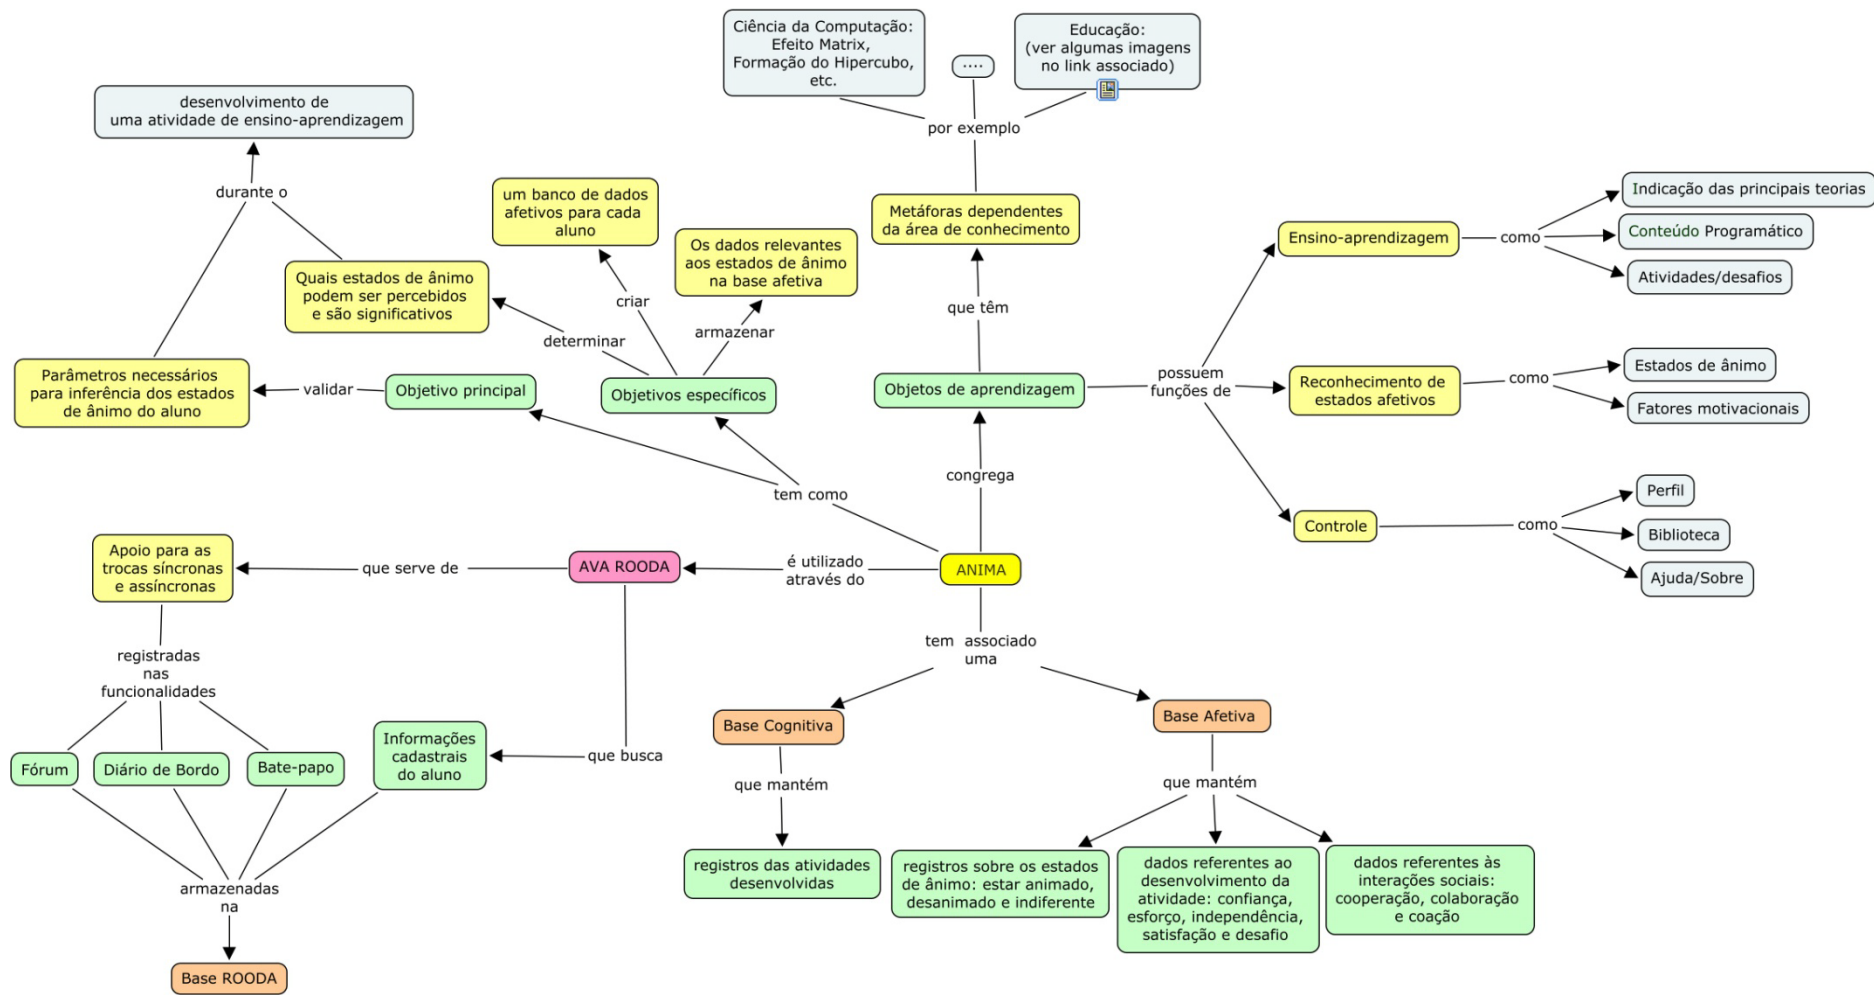 Ciência da Computação:
Efeito Matrix,
Formação do Hipercubo,
etc.
....
Educação:
(ver algumas imagens
no link associado)
por exemplo
desenvolvimento de
uma atividade de ensino-aprendizagem
durante o
um banco de dados
afetivos para cada
aluno
Metáforas dependentes
da área de conhecimento
Os dados relevantes
aos estados de ânimo
na base afetiva
Quais estados de ânimo
podem ser percebidos
e são significativos
criar
armazenar
determinar
que têm
Ensino-aprendizagem
como
Indicação das principais teorias
Conteúdo Programático
Atividades/desafios
Parâmetros necessários
para inferência dos estados
de ânimo do aluno
validar
Objetivo principal
Objetivos específicos
Objetos de aprendizagem
possuem
funções de
Reconhecimento de
estados afetivos
como
Estados de ânimo
Fatores motivacionais
tem como
congrega
Controle
como
Perfil
Biblioteca
Ajuda/Sobre
Apoio para as
trocas síncronas
e assíncronas
que serve de
AVA ROODA
é utilizado
através do
ANIMA
registradas
nas
funcionalidades
tem associado
uma
Fórum
Diário de Bordo
Bate-papo
Informações
cadastrais
do aluno
que busca
Base Cognitiva
Base Afetiva
que mantém
que mantém
registros das atividades
desenvolvidas
registros sobre os estados
de ânimo: estar animado,
desanimado e indiferente
dados referentes ao
desenvolvimento da
atividade: confiança,
esforço, independência,
satisfação e desafio
dados referentes às
interações sociais:
cooperação, colaboração
e coação
armazenadas
na
Base ROODA